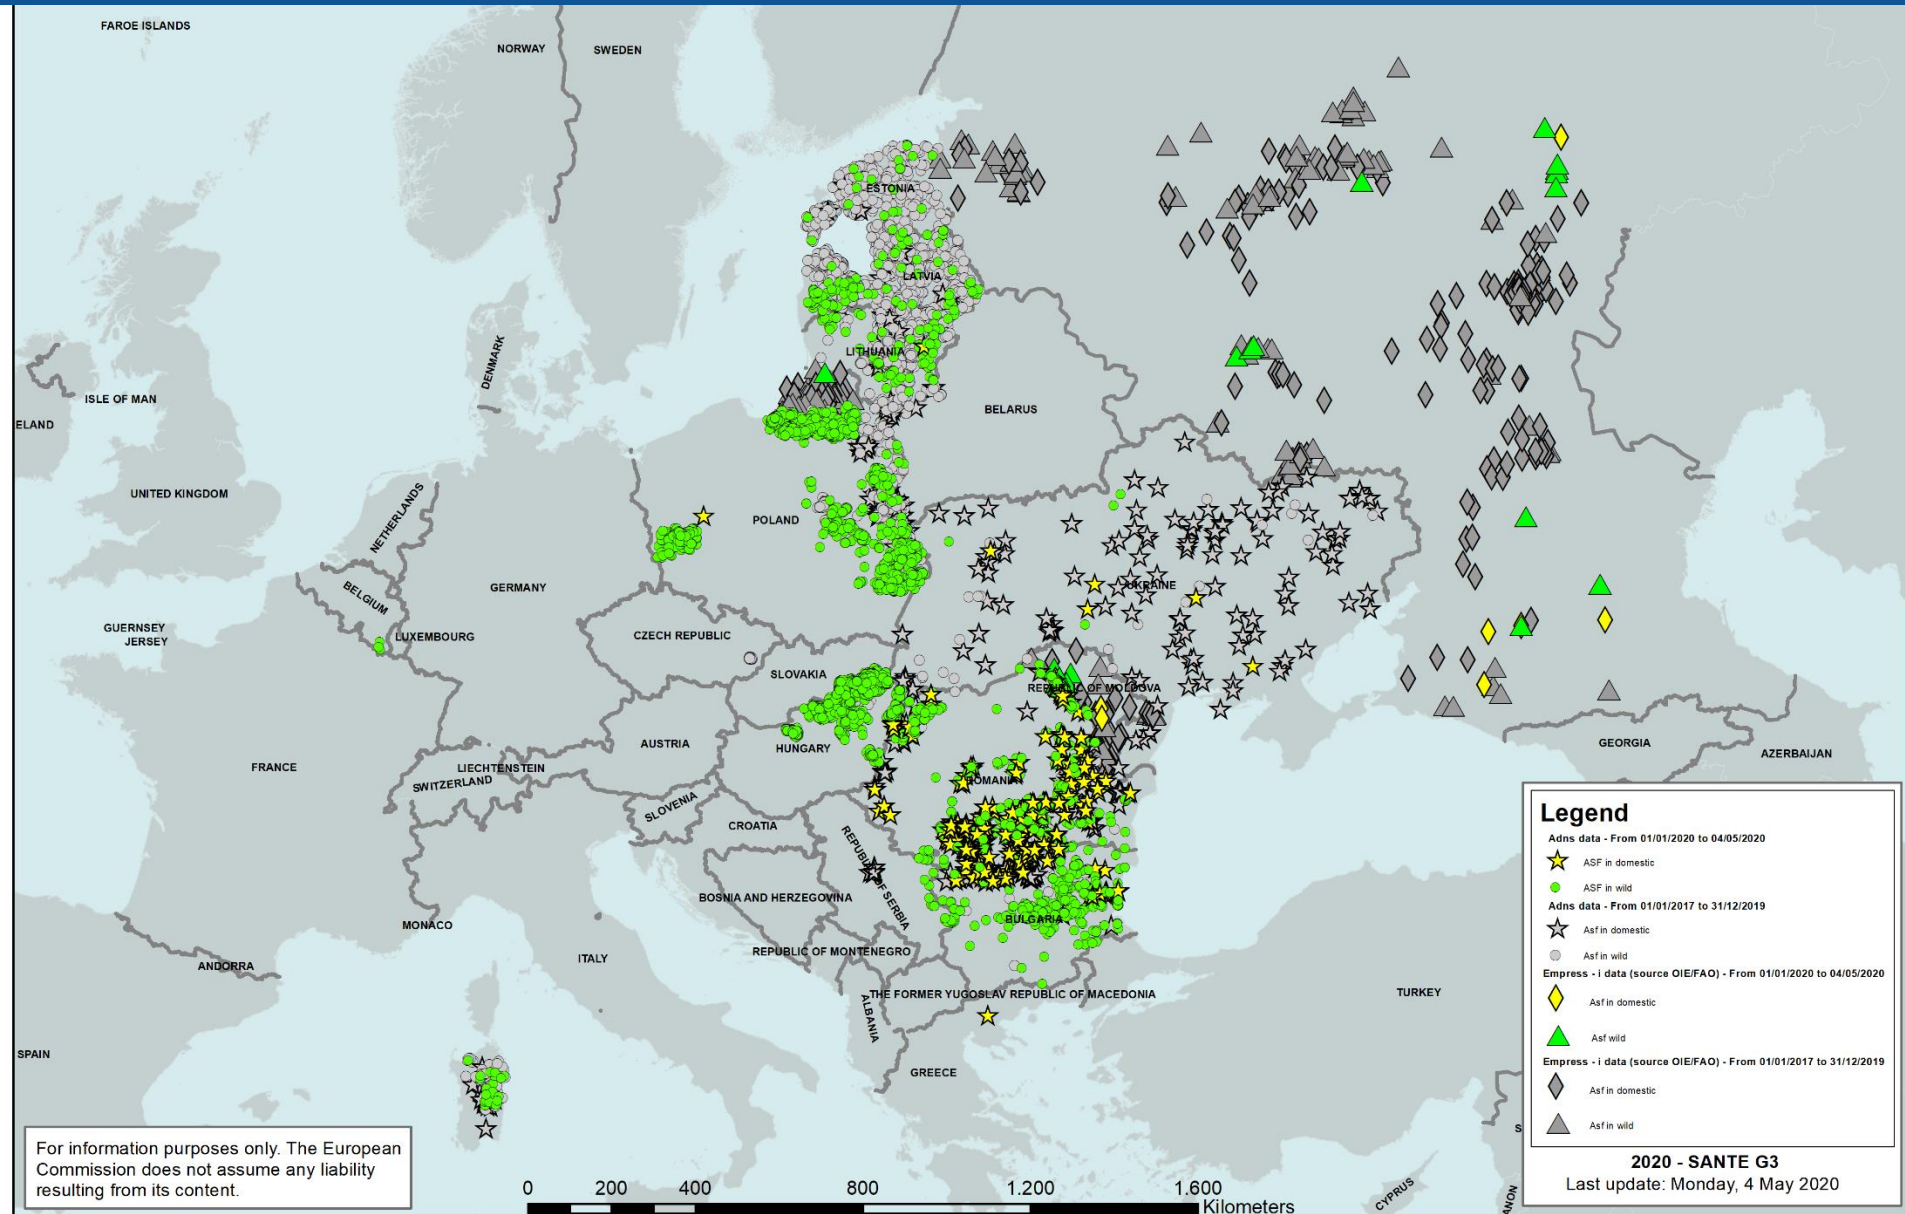 FAROE ISLANDS
NORWAY
SWEDEN
ESTONIA
LATVIA
LITHUANIA
DENMARK
ISLE OF MAN
ELAND
BELARUS
UNITED KINGDOM
NETHERLANDS
POLAND
BELGIUM
GERMANY
UKRAINE
GUERNSEY
JERSEY
LUXEMBOURG
CZECH REPUBLIC
SLOVAKIA
REPUBLIC OF MOLDOVA
AUSTRIA
HUNGARY
GEORGIA
AZERBAIJAN
FRANCE
LIECHTENSTEIN
SWITZERLAND
ROMANIA
SLOVENIA
CROATIA
REPUBLIC OF SERBIA
BOSNIA AND HERZEGOVINA
MONACO
BULGARIA
REPUBLIC OF MONTENEGRO
ITALY
ANDORRA
THE FORMER YUGOSLAV REPUBLIC OF MACEDONIA
TURKEY
ALBANIA
SPAIN
GREECE
CYPRUS
S
ANON
Legend
Adns data - From 01/01/2020 to 04/05/2020
ASF in domestic
ASF in wild
Adns data - From 01/01/2017 to 31/12/2019
Asf in domestic
Asf in wild
Empress - i data (source OIE/FAO) - From 01/01/2020 to 04/05/2020
Asf in domestic
Asf wild
Empress - i data (source OIE/FAO) - From 01/01/2017 to 31/12/2019
Asf in domestic
Asf in wild
2020 - SANTE G3
Last update: Monday, 4 May 2020
For information purposes only. The European
Commission does not assume any liability
resulting from its content.
0 200 400 800 1.200 1.600
Kilometers